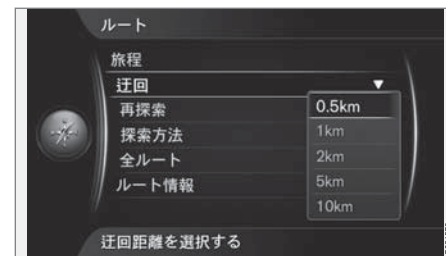 ルート
旅程
迂回
0.5km
再探索
1km
探索方法
2km
全ルート
5km
ルート情報
10km
迂回距離を選択する